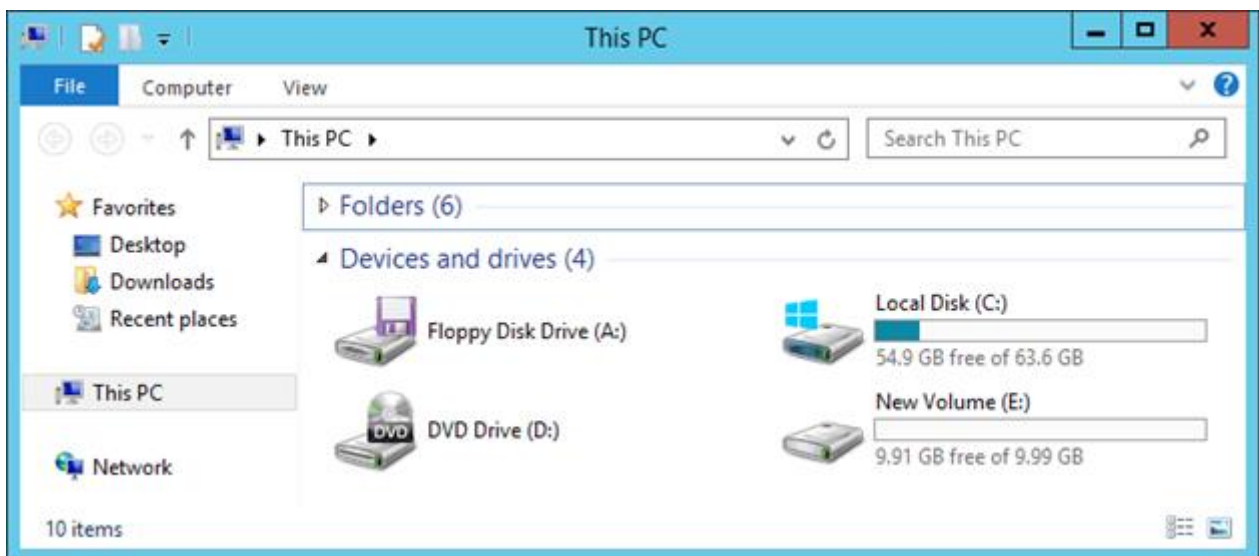 This PC
File Computer View
This PC
Search This PC
Favorites
Desktop
Downloads
Recent places
This PC
Network
Folders (6)
Devices and drives (4)
Floppy Disk Drive (A:)
Local Disk (C:)
54.9 GB free of 63.6 GB
DVD
DVD Drive (D:)
New Volume (E:)
9.91 GB free of 9.99 GB
10 items